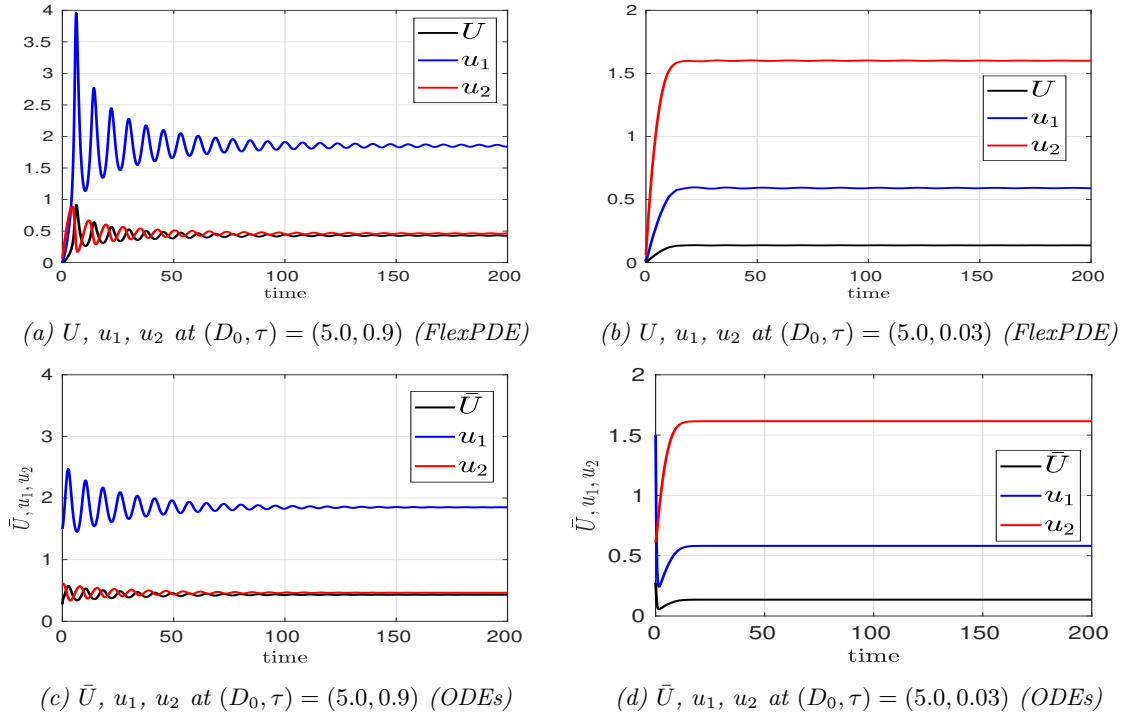 4
3.5
3
2.5
2
1.5
1
0.5
0
0 50 100 150 200
time
U
u₁
u₂
2
1.5
1
0.5
0
0 50 100 150 200
time
U
u₁
u₂
(a) U, u₁, u₂ at (D₀, τ) = (5.0, 0.9) (FlexPDE)
(b) U, u₁, u₂ at (D₀, τ) = (5.0, 0.03) (FlexPDE)
Ū, u₁, u₂
4
3
2
1
0
0 50 100 150 200
time
Ū
u₁
u₂
Ū, u₁, u₂
2
1.5
1
0.5
0
0 50 100 150 200
time
Ū
u₁
u₂
(c) Ū, u₁, u₂ at (D₀, τ) = (5.0, 0.9) (ODEs)
(d) Ū, u₁, u₂ at (D₀, τ) = (5.0, 0.03) (ODEs)